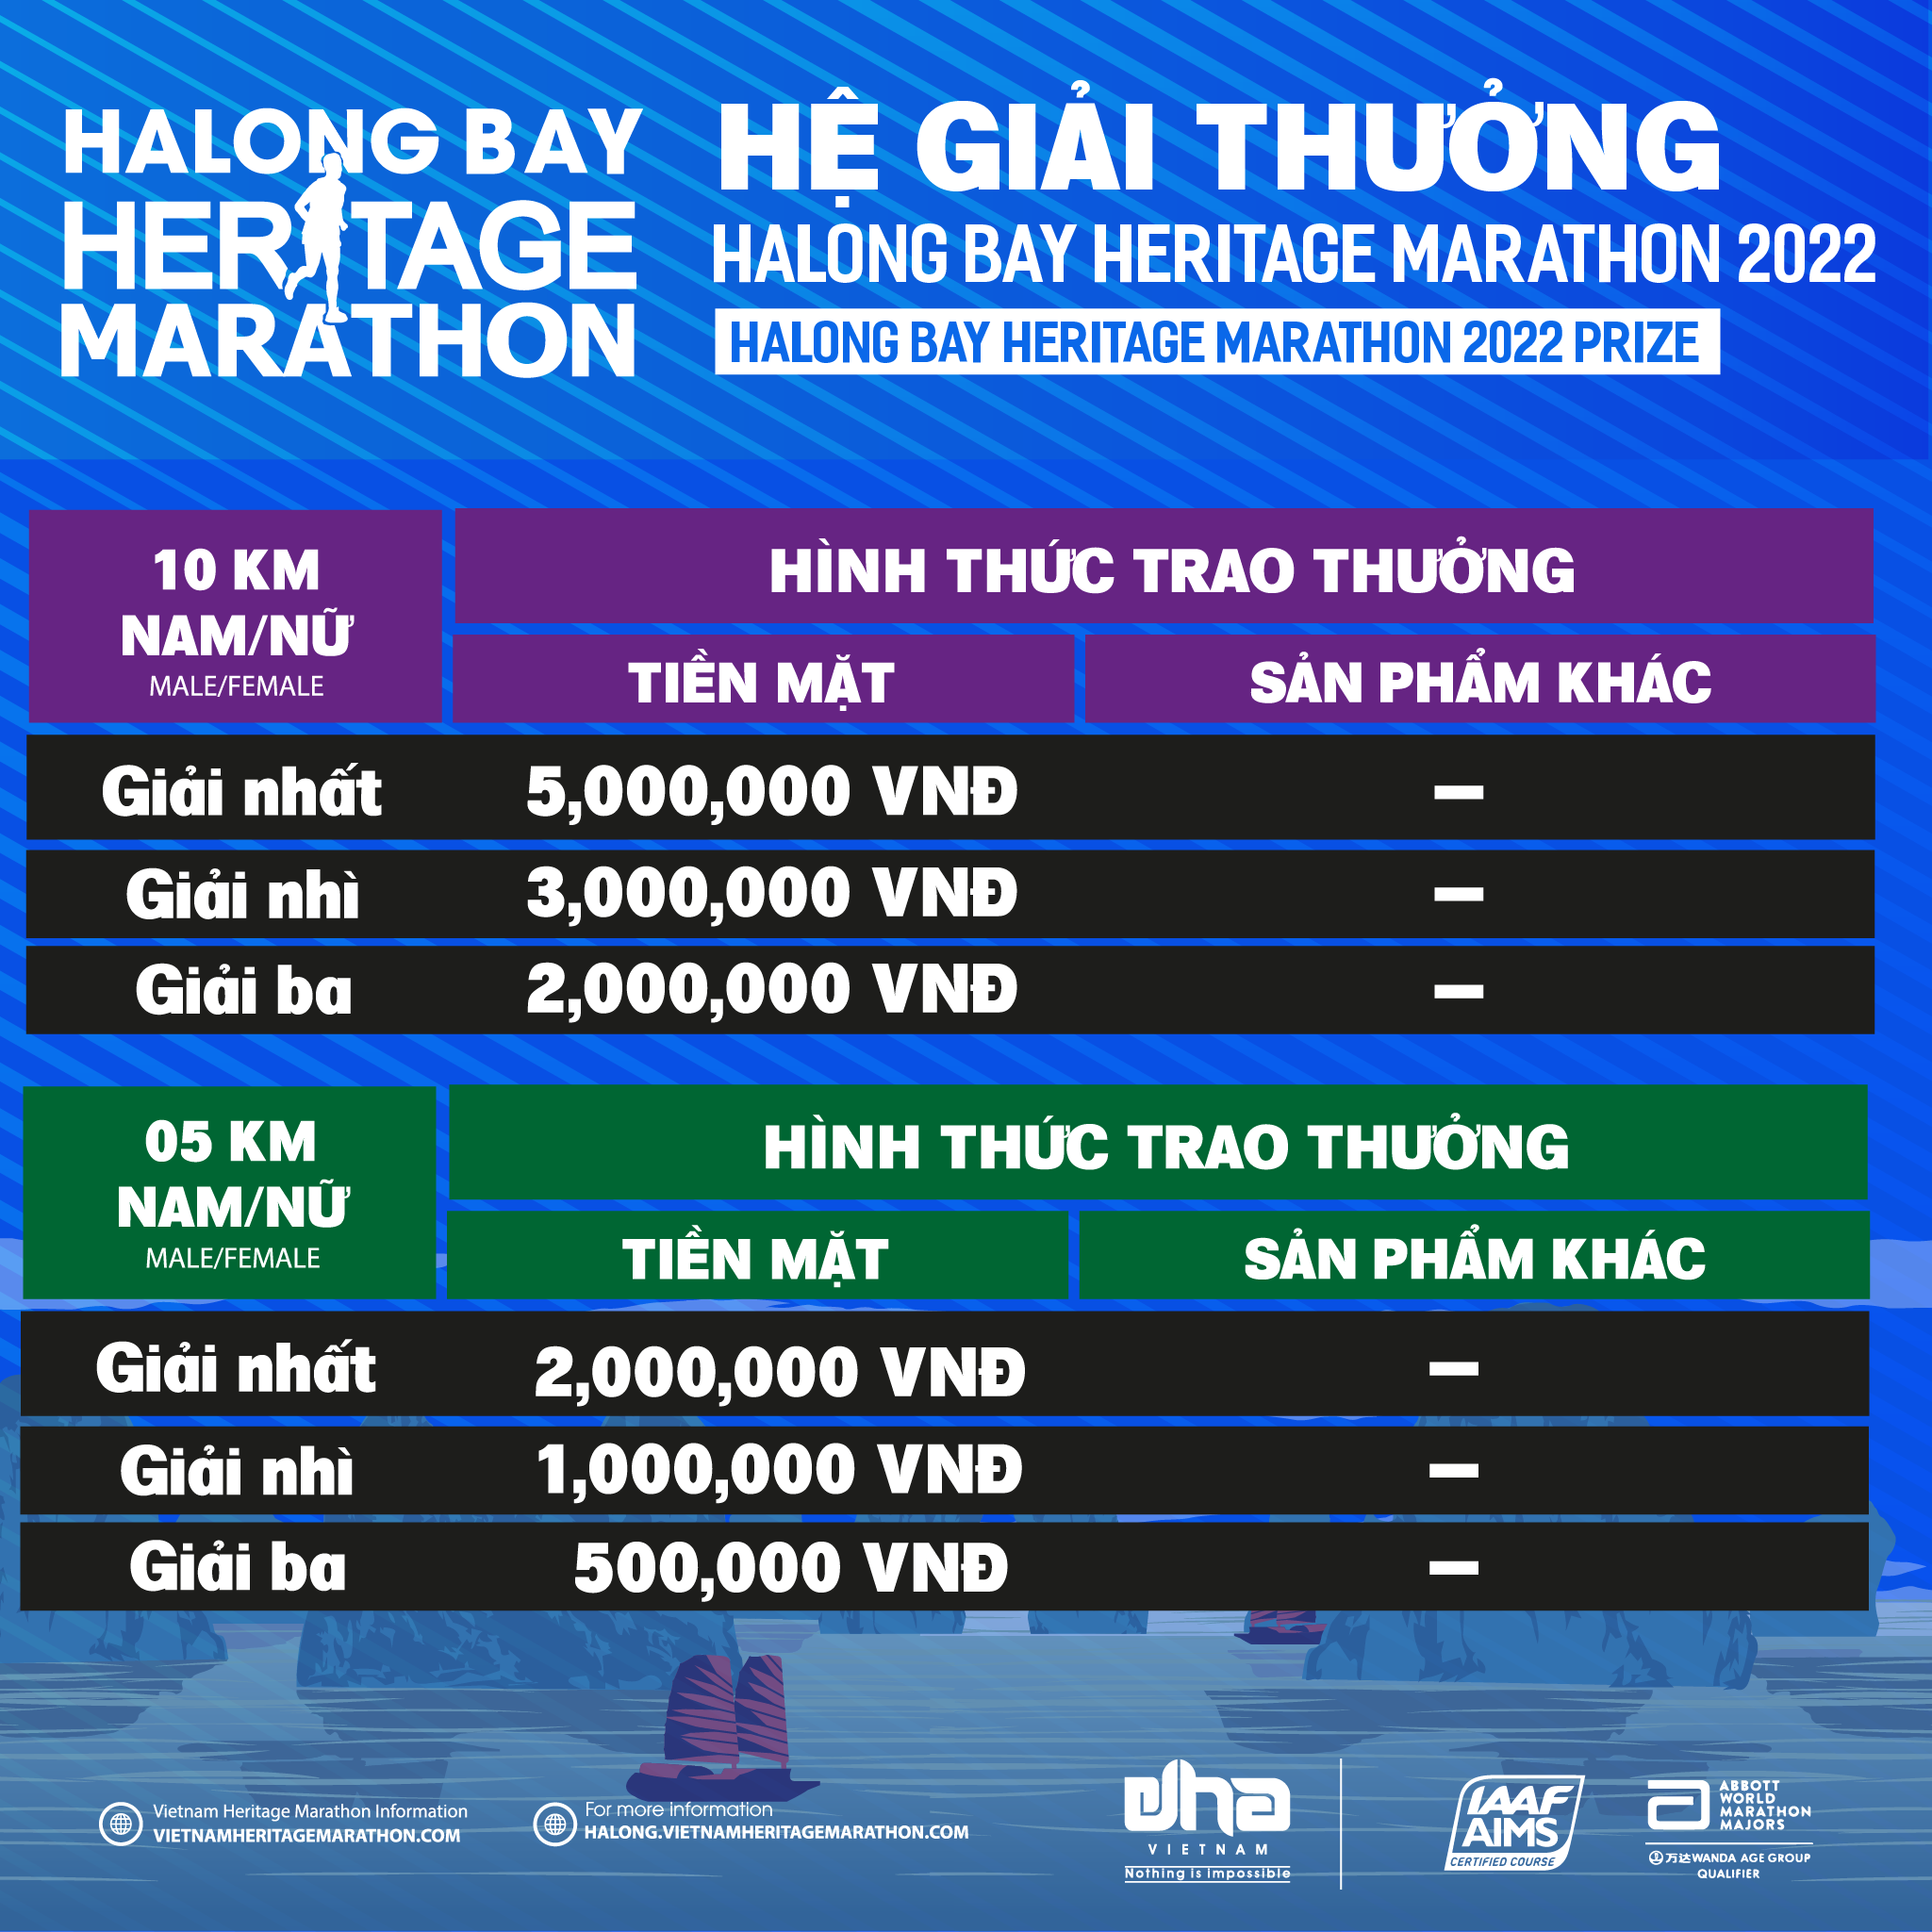 HALONG BAY
HERITAGE
MARATHON
HỆ GIẢI THƯỞNG
HALONG BAY HERITAGE MARATHON 2022
HALONG BAY HERITAGE MARATHON 2022 PRIZE
10 KM
NAM/NỮ
MALE/FEMALE
HÌNH THỨC TRAO THƯỞNG
TIỀN MẶT
SẢN PHẨM KHÁC
Giải nhất 5,000,000 VNĐ –
Giải nhì 3,000,000 VNĐ –
Giải ba 2,000,000 VNĐ –
05 KM
NAM/NỮ
MALE/FEMALE
HÌNH THỨC TRAO THƯỞNG
TIỀN MẶT
SẢN PHẨM KHÁC
Giải nhất 2,000,000 VNĐ –
Giải nhì 1,000,000 VNĐ –
Giải ba 500,000 VNĐ –
Vietnam Heritage Marathon Information
VIETNAMHERITAGEMARATHON.COM
For more information
HALONG.VIETNAMHERITAGEMARATHON.COM
dha
VIETNAM
Nothing is impossible
IAAF
AIMS
CERTIFIED COURSE
ABBOTT
WORLD
MARATHON
MAJORS
万达WANDA AGE GROUP
QUALIFIER